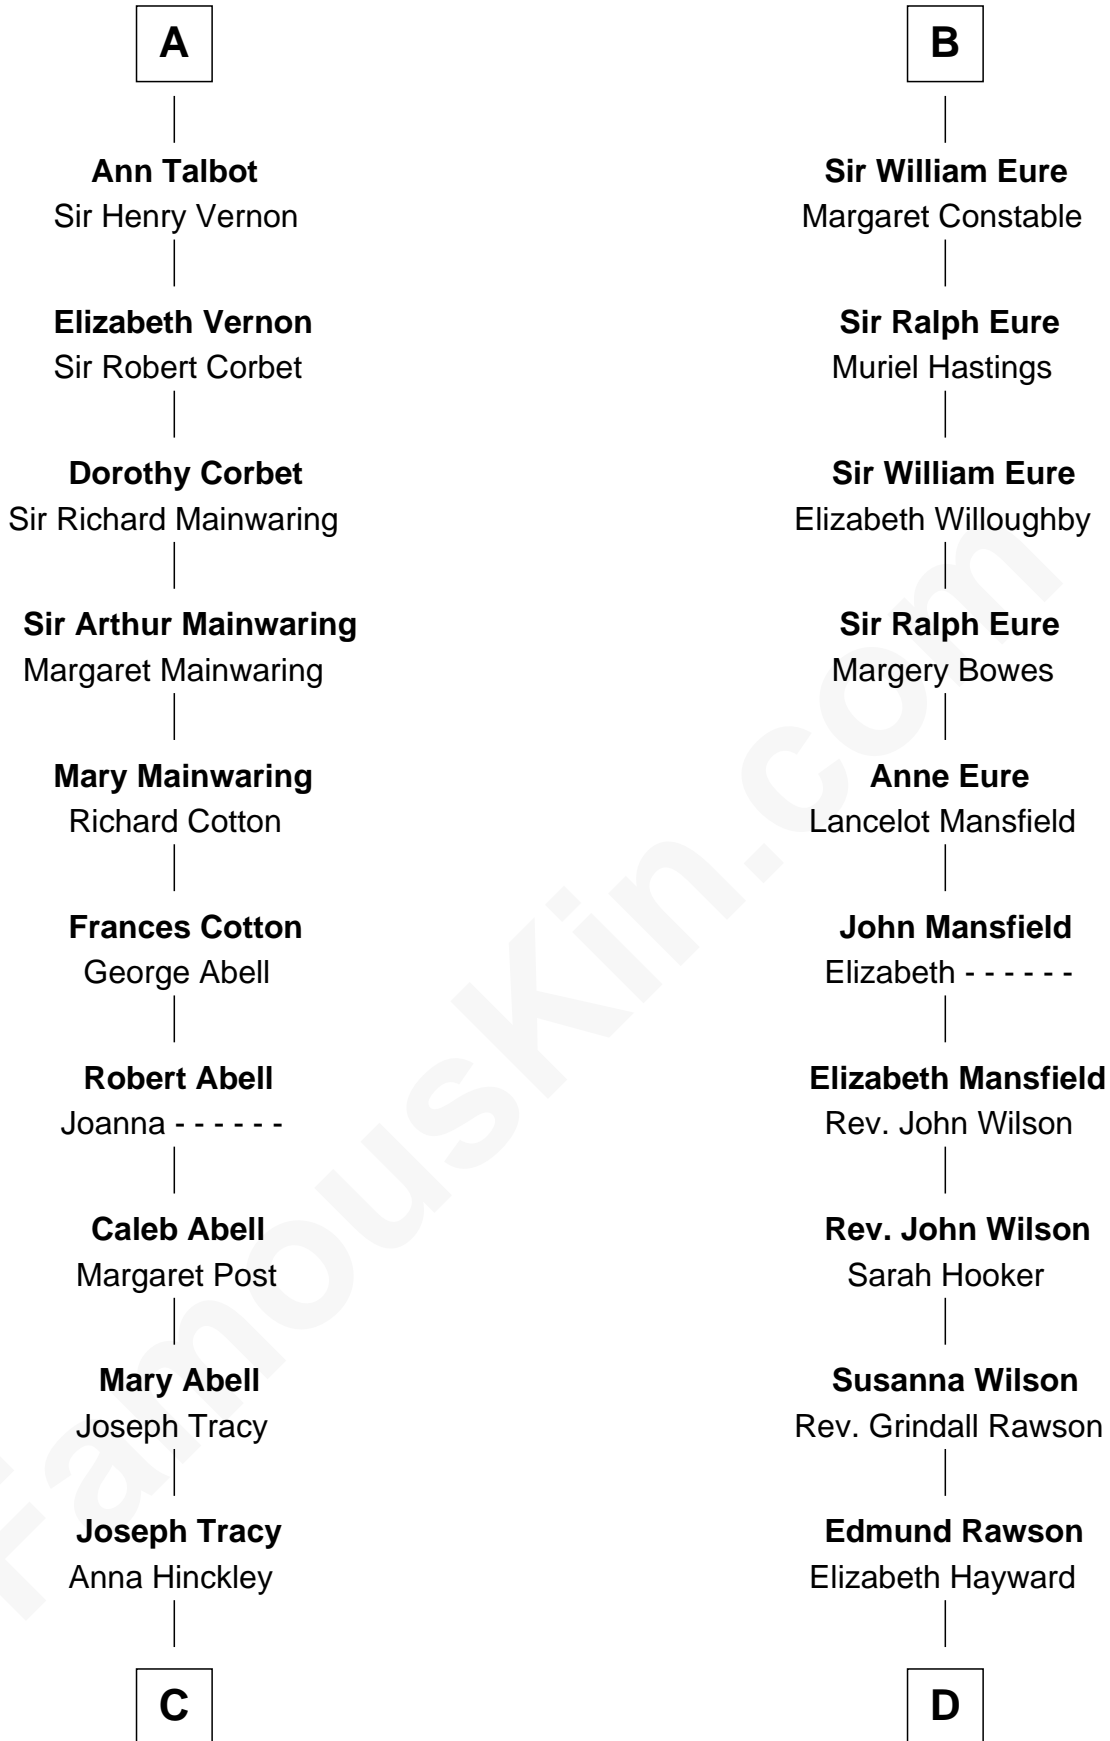 A
Ann Talbot
Sir Henry Vernon
Elizabeth Vernon
Sir Robert Corbet
Dorothy Corbet
Sir Richard Mainwaring
Sir Arthur Mainwaring
Margaret Mainwaring
Mary Mainwaring
Richard Cotton
Frances Cotton
George Abell
Robert Abell
Joanna - - - - - -
Caleb Abell
Margaret Post
Mary Abell
Joseph Tracy
Joseph Tracy
Anna Hinckley
C
B
Sir William Eure
Margaret Constable
Sir Ralph Eure
Muriel Hastings
Sir William Eure
Elizabeth Willoughby
Sir Ralph Eure
Margery Bowes
Anne Eure
Lancelot Mansfield
John Mansfield
Elizabeth - - - - - -
Elizabeth Mansfield
Rev. John Wilson
Rev. John Wilson
Sarah Hooker
Susanna Wilson
Rev. Grindall Rawson
Edmund Rawson
Elizabeth Hayward
D
FamousKin.com